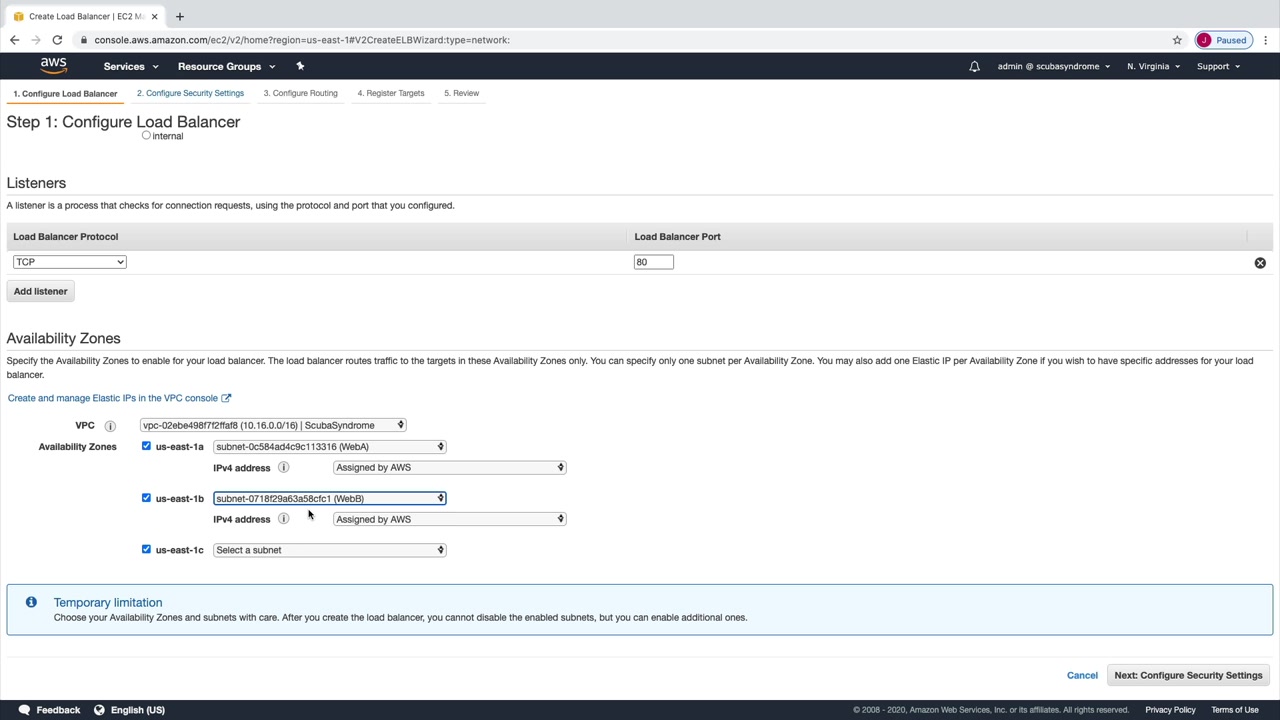 Create Load Balancer | EC2 Ma
console.aws.amazon.com/ec2/v2/home?region=us-east-1#V2CreateELBWizard:type=network:
J Paused
aws Services Resource Groups admin @ scubasyndrome N. Virginia Support
1. Configure Load Balancer 2. Configure Security Settings 3. Configure Routing 4. Register Targets 5. Review
Step 1: Configure Load Balancer
internal
Listeners
A listener is a process that checks for connection requests, using the protocol and port that you configured.
Load Balancer Protocol Load Balancer Port
TCP 80
Add listener
Availability Zones
Specify the Availability Zones to enable for your load balancer. The load balancer routes traffic to the targets in these Availability Zones only. You can specify only one subnet per Availability Zone. You may also add one Elastic IP per Availability Zone if you wish to have specific addresses for your load
balancer.
Create and manage Elastic IPs in the VPC console
VPC vpc-02ebe498f7f2ffaf8 (10.16.0.0/16) | ScubaSyndrome
Availability Zones us-east-1a subnet-0c584ad4c9c113316 (WebA)
IPv4 address Assigned by AWS
us-east-1b subnet-0718f29a63a58cfc1 (WebB)
IPv4 address Assigned by AWS
us-east-1c Select a subnet
Temporary limitation
Choose your Availability Zones and subnets with care. After you create the load balancer, you cannot disable the enabled subnets, but you can enable additional ones.
Cancel Next: Configure Security Settings
Feedback English (US) © 2008 - 2020, Amazon Web Services, Inc. or its affiliates. All rights reserved. Privacy Policy Terms of Use